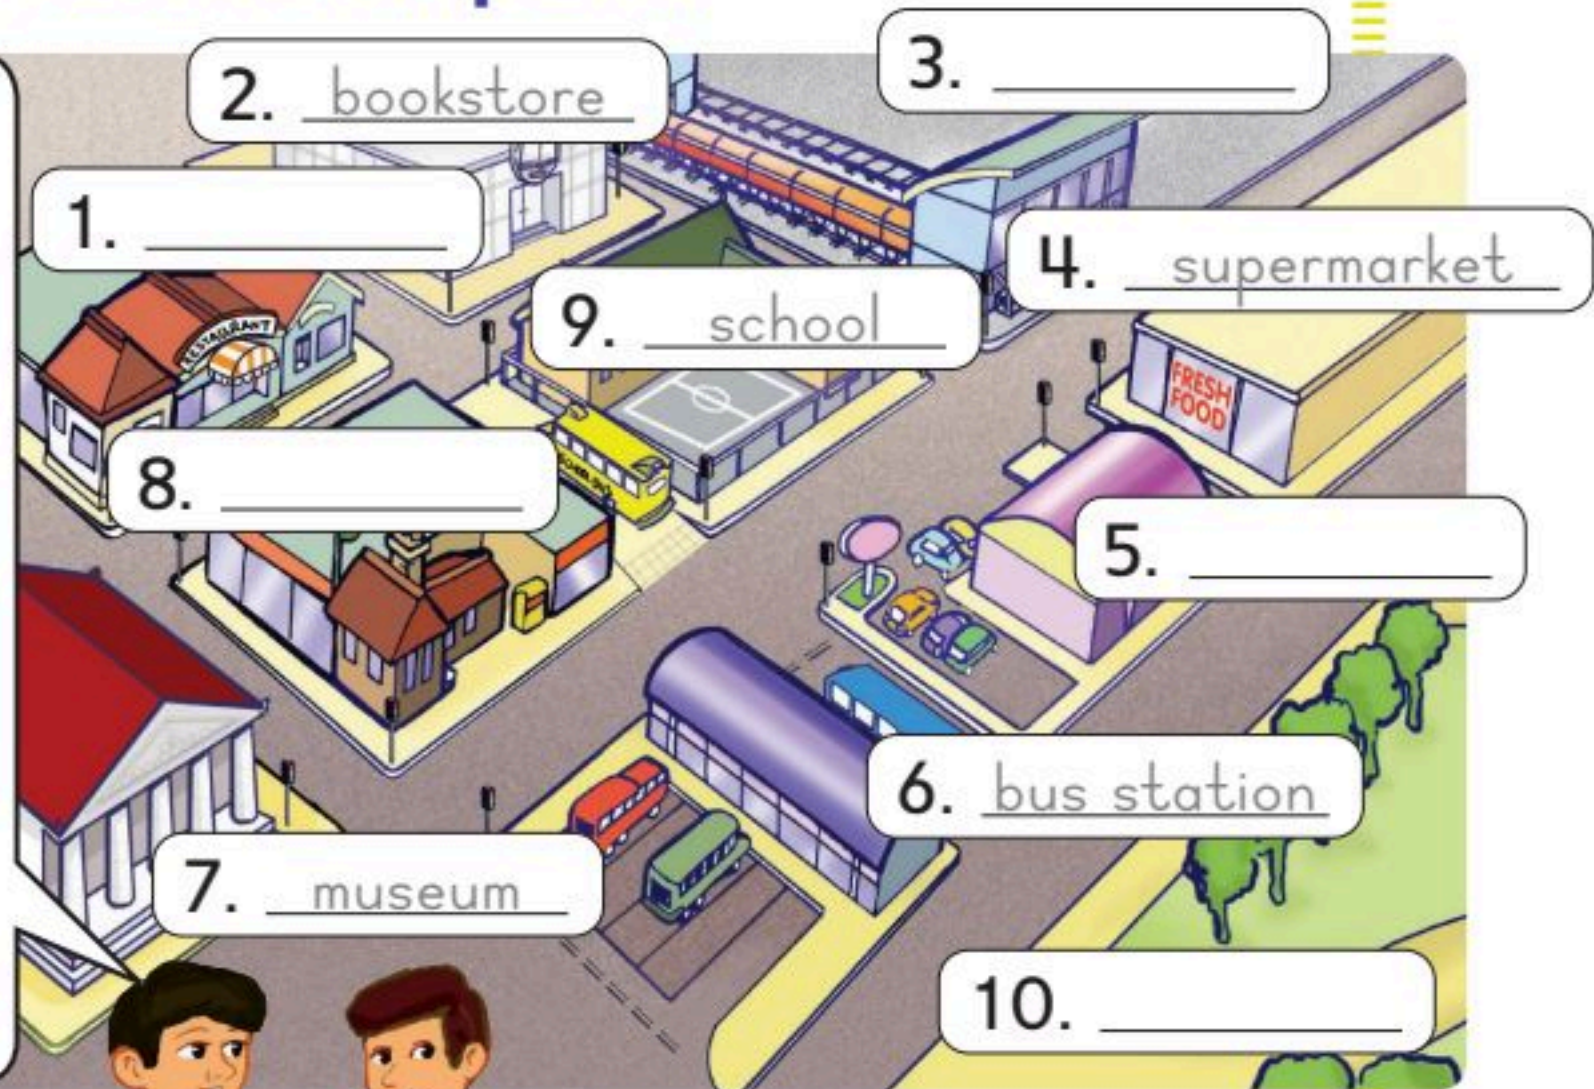 3.
2. bookstore
1.
4. supermarket
9. school
RESTAURANT
FRESH
FOOD
8.
5.
6. bus station
7. museum
10.